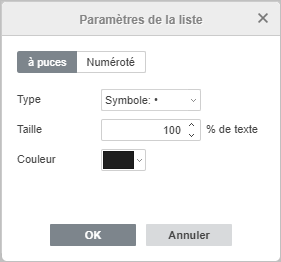 Paramètres de la liste
à puces Numéroté
Type Symbole: •
Taille 100 % de texte
Couleur
OK Annuler